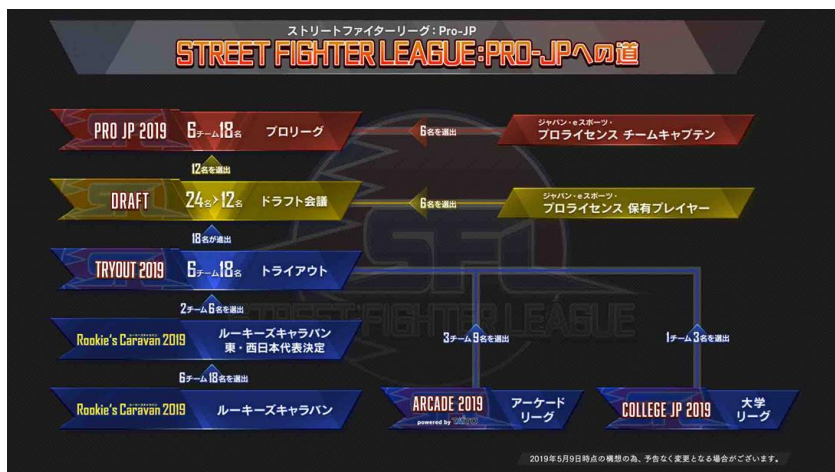 ストリートファイターリーグ：Pro-JP
STREET FIGHTER LEAGUE:PRO-JPへの道
PRO JP 2019 6チーム18名 プロリーグ
6名を選出
ジャパン・eスポーツ・
プロライセンス チームキャプテン
12名を選出
DRAFT 24名>12名 ドラフト会議
6名を選出
ジャパン・eスポーツ・
プロライセンス 保有プレイヤー
18名が進出
TRYOUT 2019 6チーム18名 トライアウト
2チーム6名を選出
Rookie's Caravan 2019 ルーキーズキャラバン
東・西日本代表決定
3チーム9名を選出
1チーム3名を選出
6チーム18名を選出
Rookie's Caravan 2019 ルーキーズキャラバン
ARCADE 2019
powered by TAITO
アーケード
リーグ
COLLEGE JP 2019
大学
リーグ
SFL
STREET FIGHTER LEAGUE
2019年5月9日時点の構想の為、予告なく変更となる場合がございます。